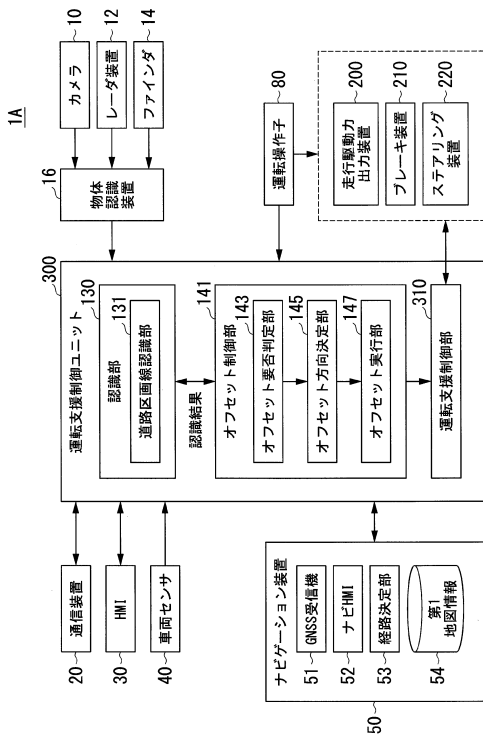 1A
カメラ
10
レーダ装置
12
ファインダ
14
物体
認識装置
16
運転操作子
80
走行駆動力
出力装置
200
ブレーキ装置
210
ステアリング
装置
220
300
運転支援制御ユニット
130
認識部
131
道路区画線認識部
認識結果
141
オフセット制御部
143
オフセット要否判定部
145
オフセット方向決定部
147
オフセット実行部
310
運転支援制御部
通信装置
20
HMI
30
車両センサ
40
ナビゲーション装置
50
GNSS受信機
51
ナビHMI
52
経路決定部
53
第1
地図情報
54